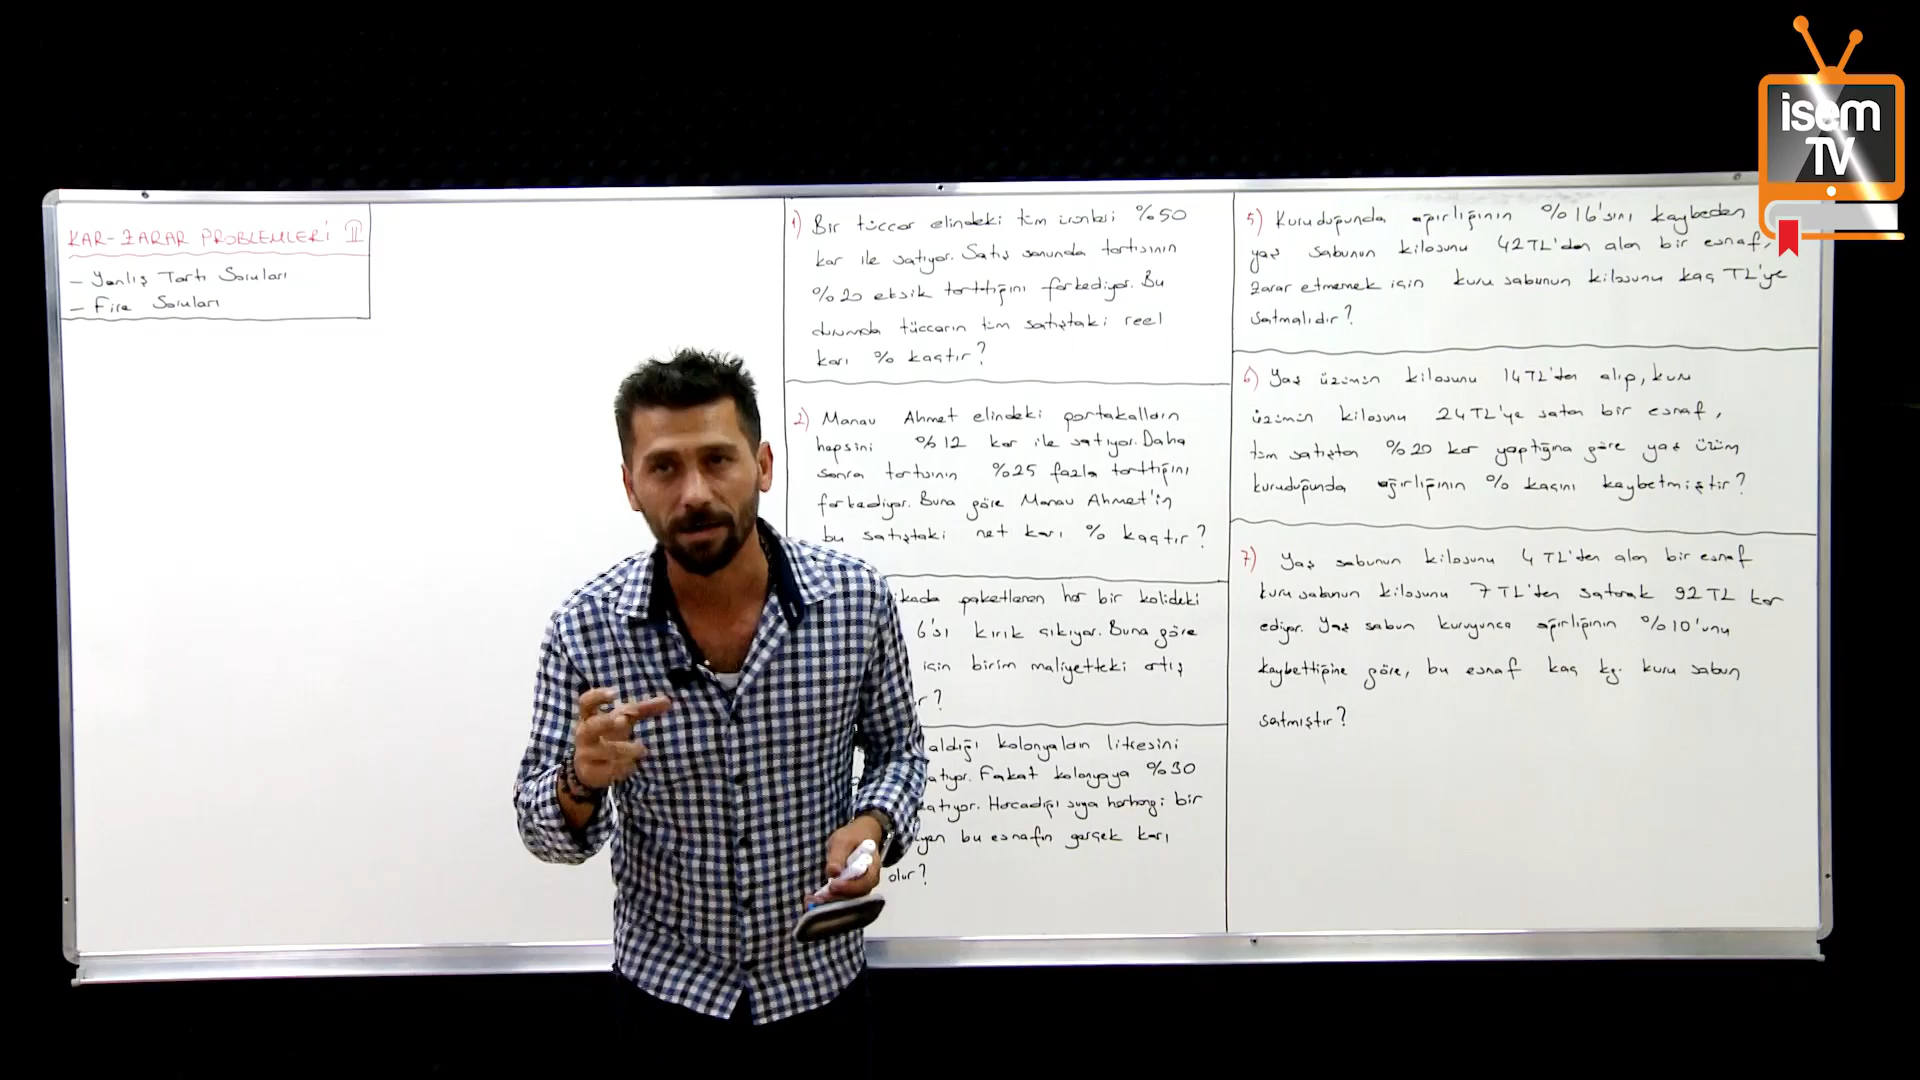 isem
TV
KAR-ZARAR PROBLEMLERİ II
- Yanlış Tartı Soruları
- Fire Soruları
1) Bir tüccar elindeki tüm ürünleri %50
kar ile satıyor. Satış sonunda tartısının
%20 eksik tarttığını farkediyor. Bu
durumda tüccarın tüm satıştaki reel
karı % kaçtır?
2) Manav Ahmet elindeki portakalların
hepsini %12 kar ile satıyor. Daha
sonra tartısının %25 fazla tarttığını
farkediyor. Buna göre Manav Ahmet'in
bu satıştaki net karı % kaçtır?
paketlenen her bir kolideki
6'sı kırık çıkıyor. Buna göre
için birim maliyetteki artış
?
aldığı kolonyaların litresini
Fakat kolonyaya %30
katıyor. Harcadığı suya herhangi bir
bu esnafın gerçek karı
olur?
5) Kuruduğunda ağırlığının %16'sını kaybeden
yaş sabunun kilosunu 42TL'den alan bir esnaf,
zarar etmemek için kuru sabunun kilosunu kaç TL'ye
satmalıdır?
6) Yaş üzümün kilosunu 14TL'den alıp, kuru
üzümün kilosunu 24TL'ye satan bir esnaf,
tüm satıştan %20 kar yaptığına göre yaş üzüm
kuruduğunda ağırlığının % kaçını kaybetmiştir?
7) Yaş sabunun kilosunu 4 TL'den alan bir esnaf
kuru sabunun kilosunu 7 TL'den satarak 92 TL kar
ediyor. Yaş sabun kuruyunca ağırlığının %10'unu
kaybettiğine göre, bu esnaf kaç kg. kuru sabun
satmıştır?